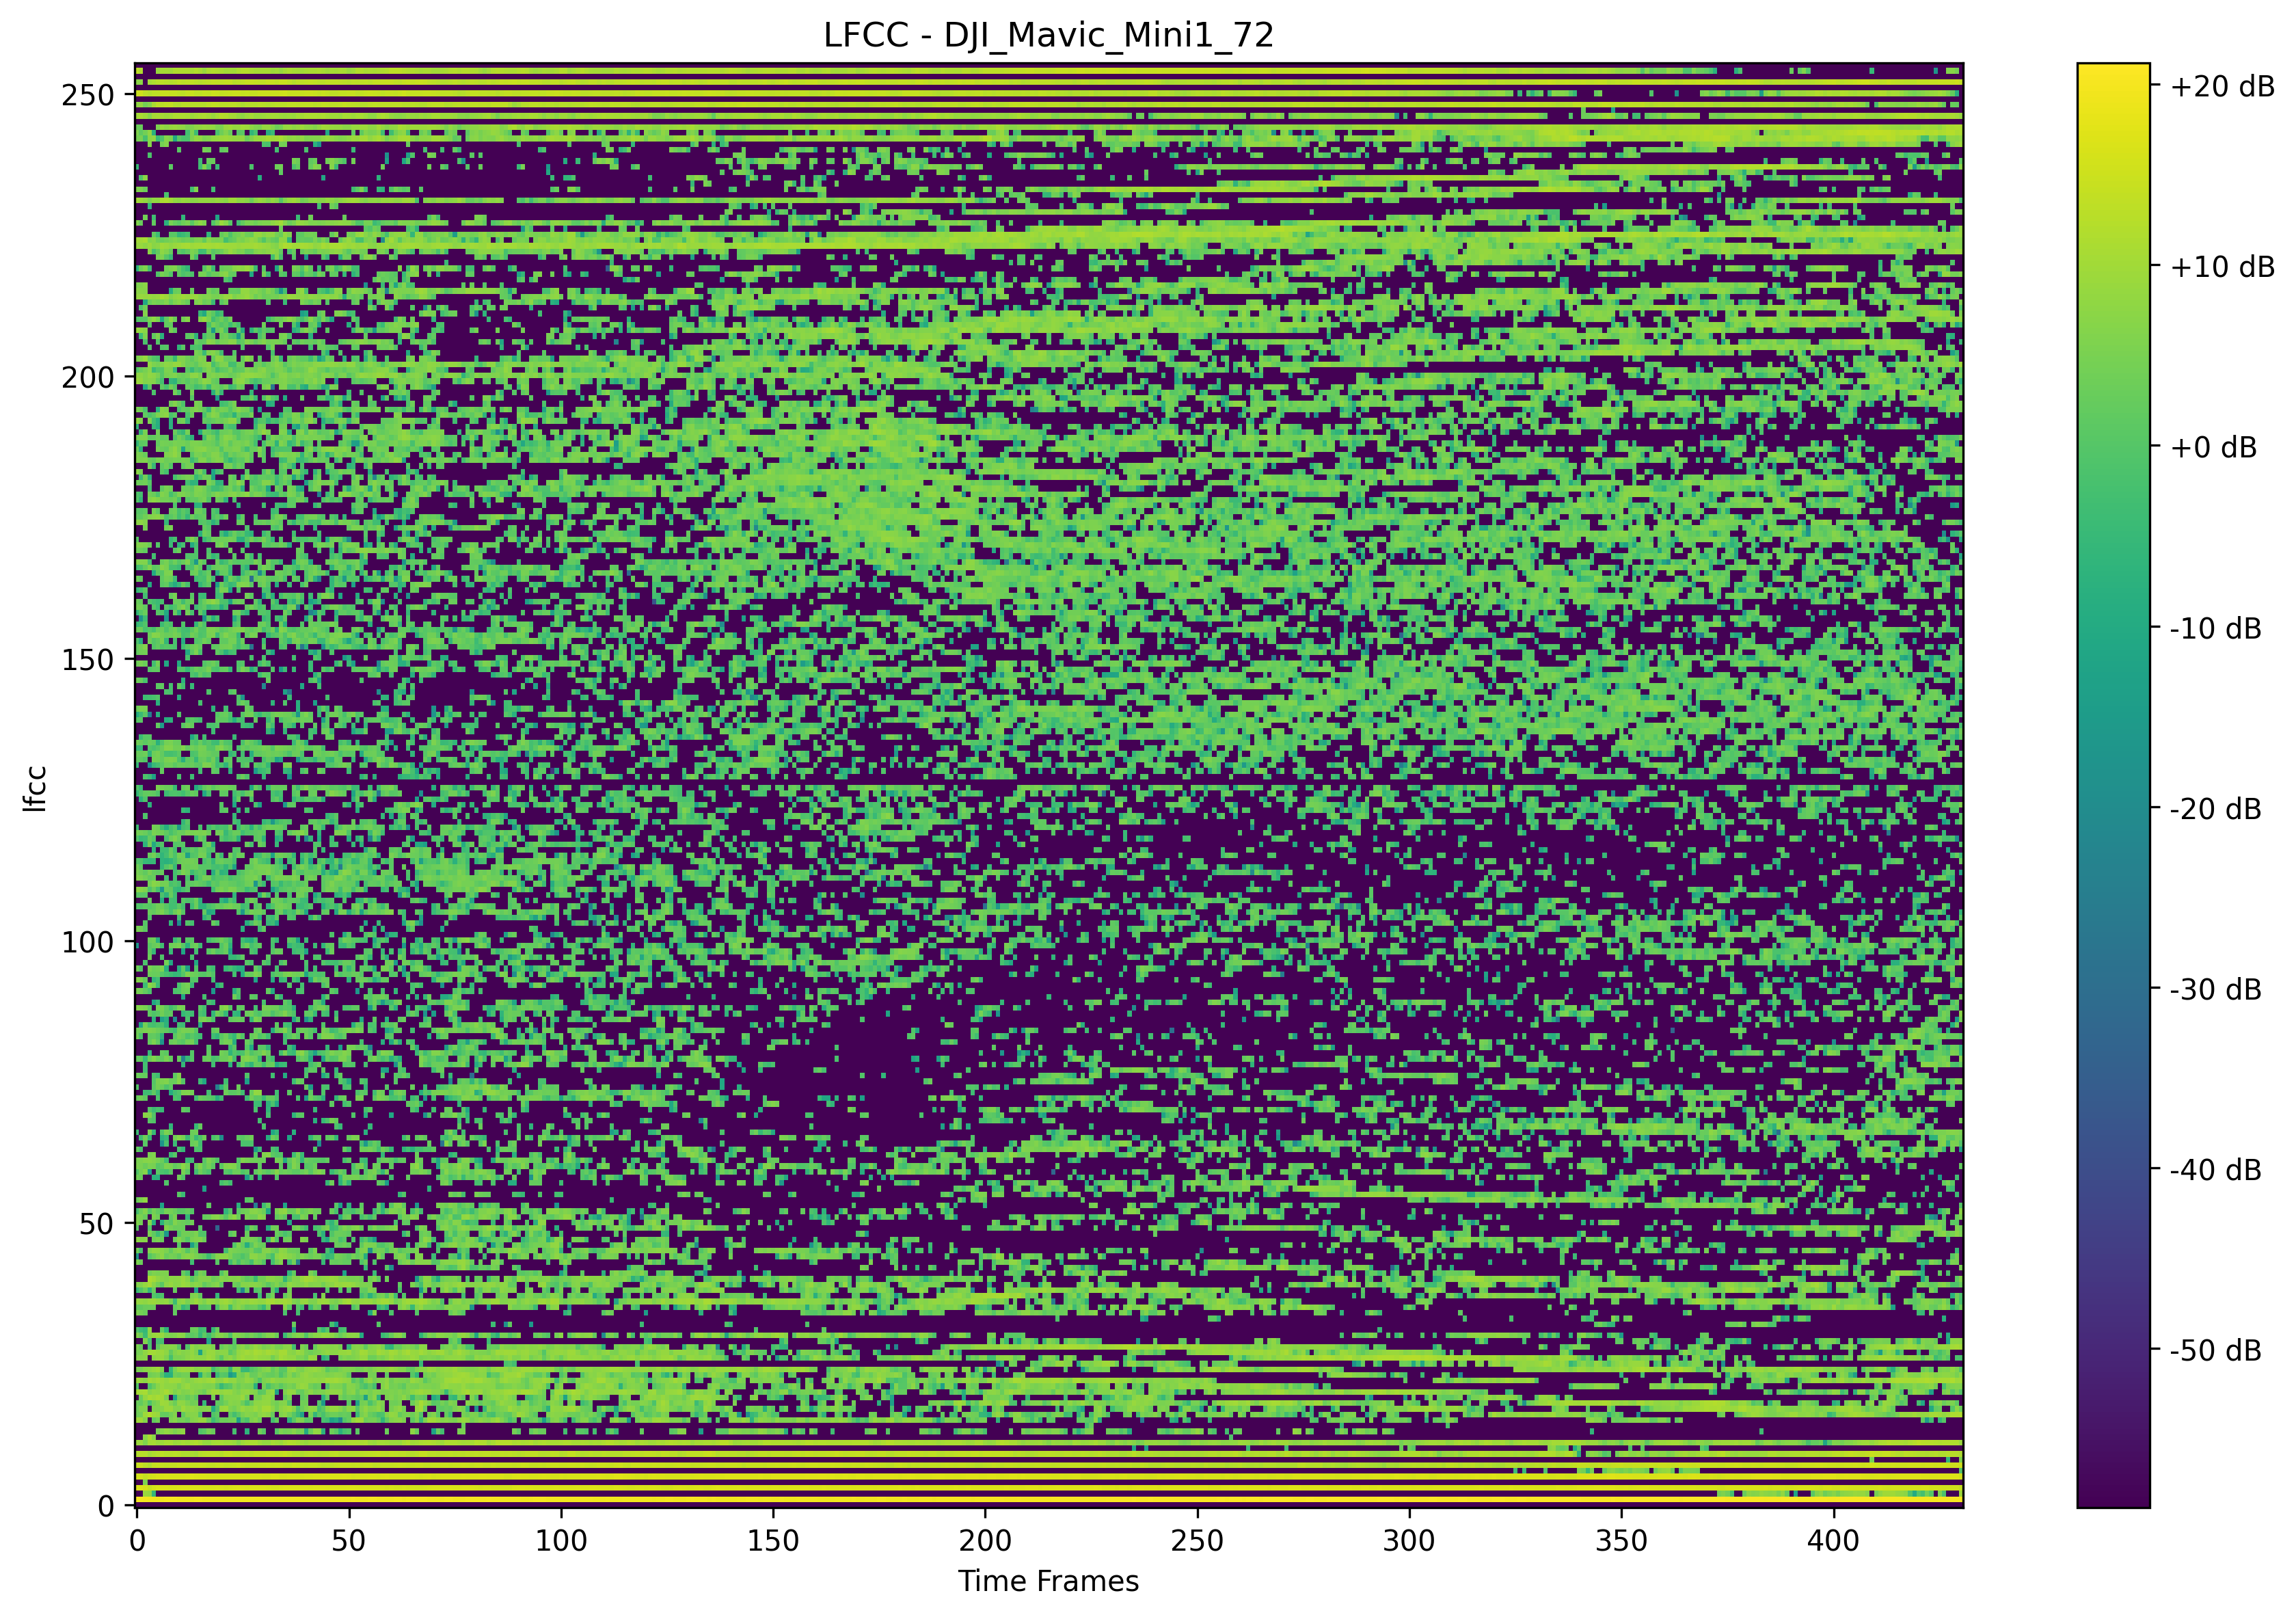 LFCC - DJI_Mavic_Mini1_72
250
200
150
100
50
0
lfcc
0 50 100 150 200 250 300 350 400
Time Frames
+20 dB
+10 dB
+0 dB
-10 dB
-20 dB
-30 dB
-40 dB
-50 dB